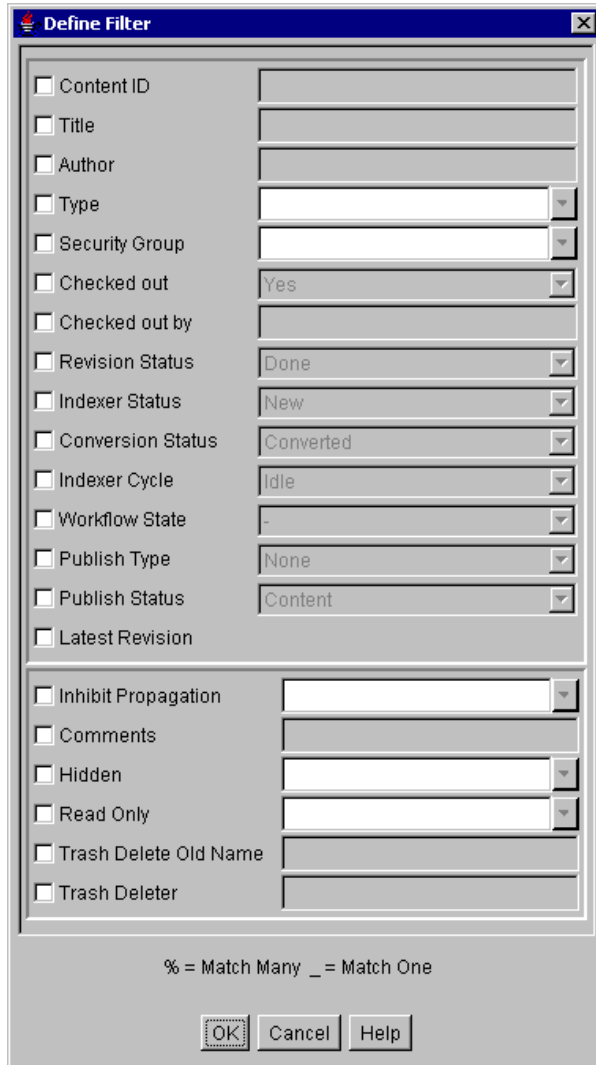 Define Filter
Content ID
Title
Author
Type
Security Group
Checked out Yes
Checked out by
Revision Status Done
Indexer Status New
Conversion Status Converted
Indexer Cycle Idle
Workflow State -
Publish Type None
Publish Status Content
Latest Revision
Inhibit Propagation
Comments
Hidden
Read Only
Trash Delete Old Name
Trash Deleter
% = Match Many _ = Match One
OK Cancel Help